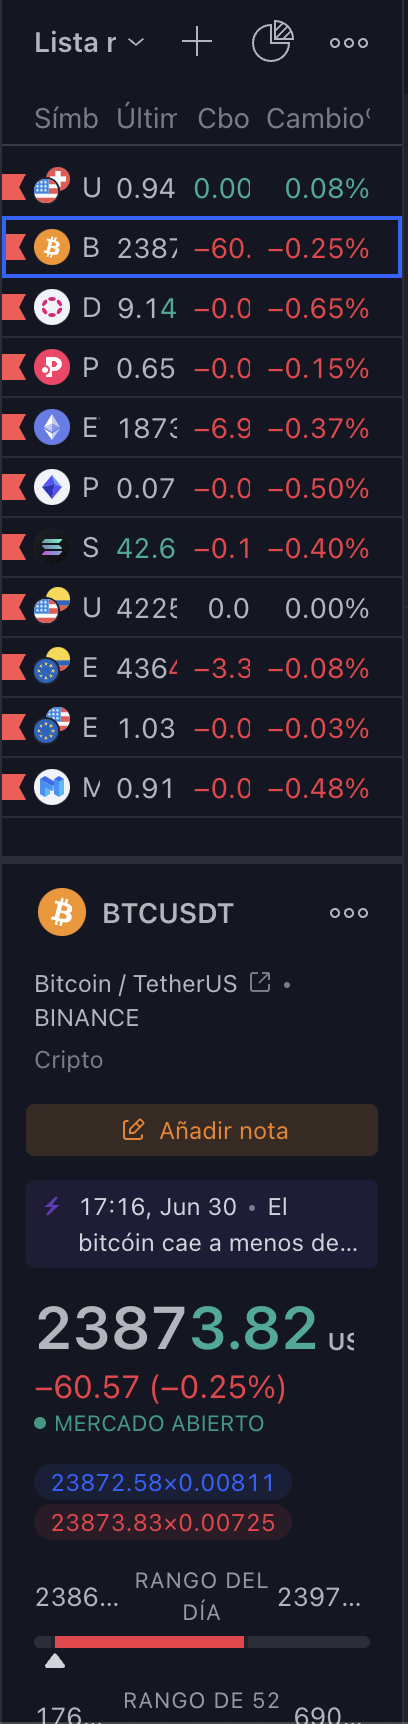 Lista r
Símb Últim Cbo Cambio%
U 0.94 0.00 0.08%
B 2387 −60. −0.25%
D 9.14 −0.0 −0.65%
P 0.65 −0.0 −0.15%
E 1873 −6.9 −0.37%
P 0.07 −0.0 −0.50%
S 42.6 −0.1 −0.40%
U 4225 0.0 0.00%
E 4364 −3.3 −0.08%
E 1.03 −0.0 −0.03%
M 0.91 −0.0 −0.48%
BTCUSDT
Bitcoin / TetherUS •
BINANCE
Cripto
Añadir nota
17:16, Jun 30 • El
bitcóin cae a menos de...
23873.82 US
−60.57 (−0.25%)
MERCADO ABIERTO
23872.58×0.00811
23873.83×0.00725
2386... RANGO DEL DÍA 2397...
176... RANGO DE 52 690...